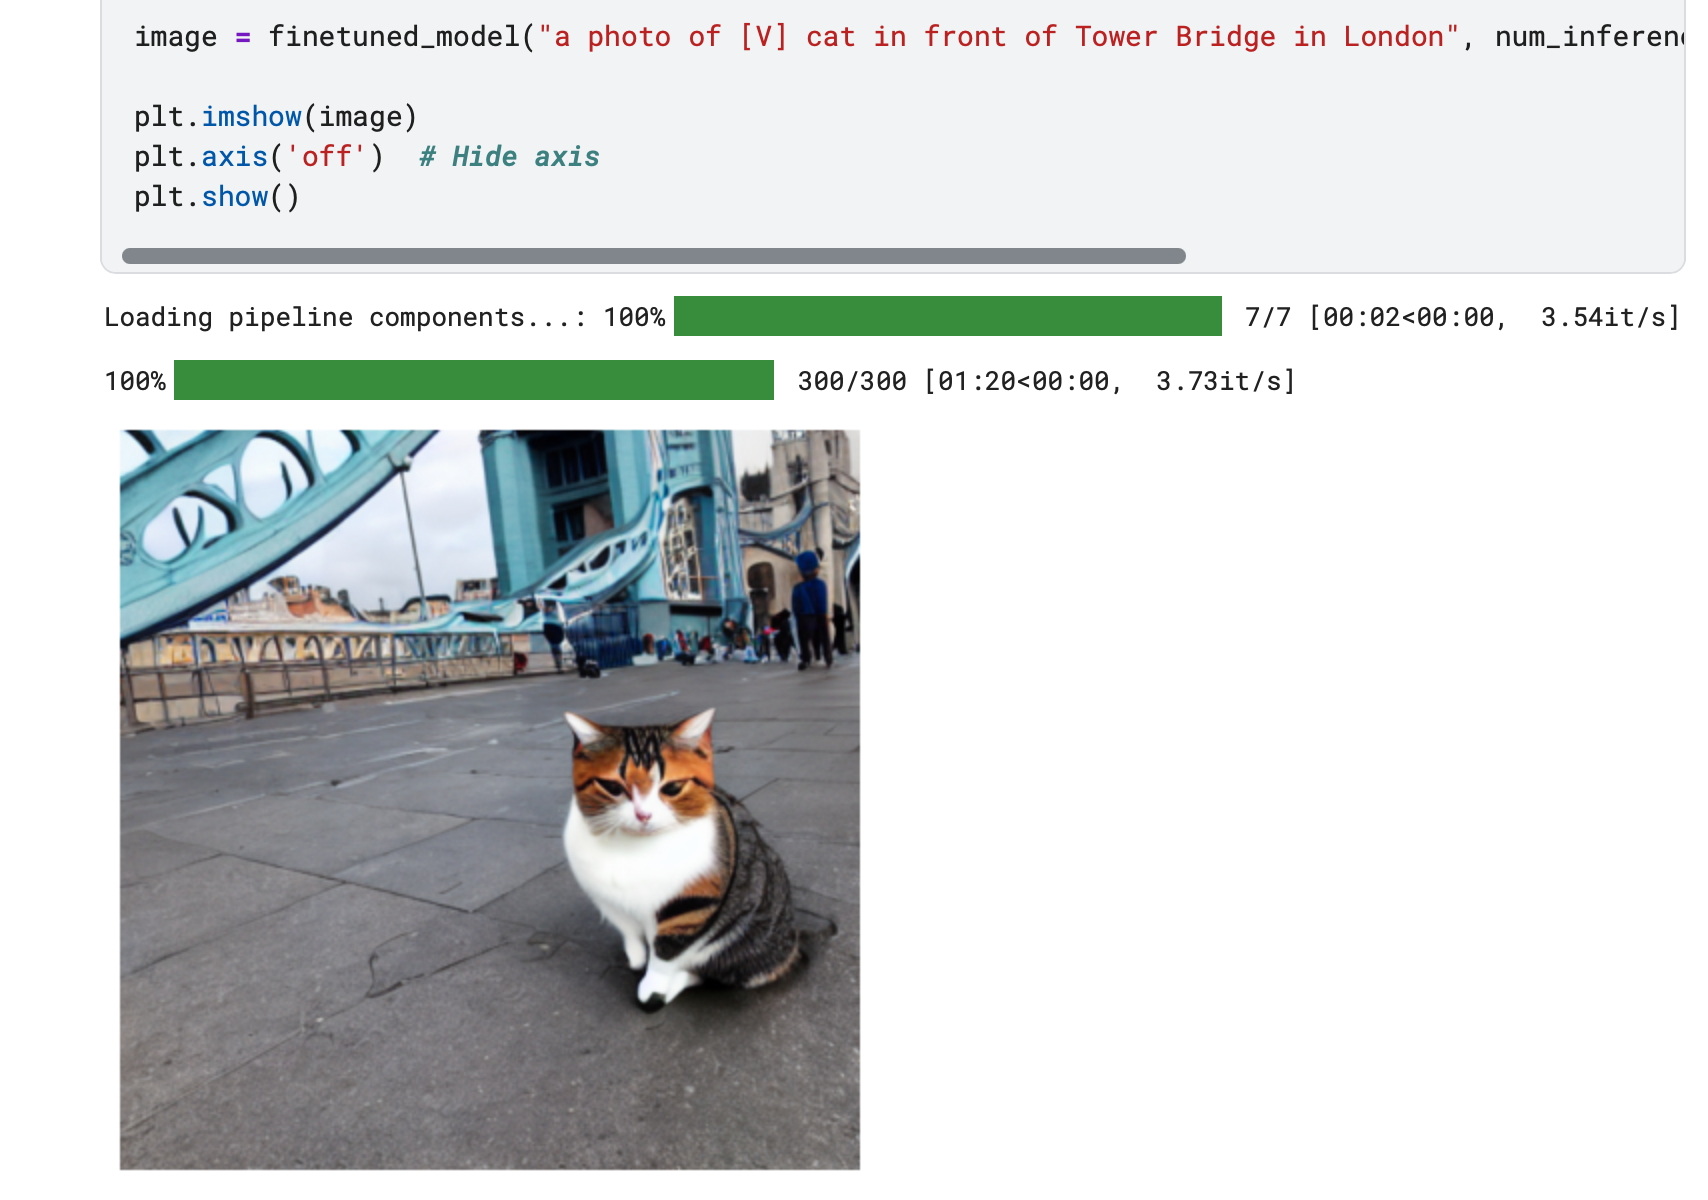 image = finetuned_model("a photo of [V] cat in front of Tower Bridge in London", num_inferen
plt.imshow(image)
plt.axis('off')  # Hide axis
plt.show()
Loading pipeline components...: 100% 7/7 [00:02<00:00,  3.54it/s]
100% 300/300 [01:20<00:00,  3.73it/s]